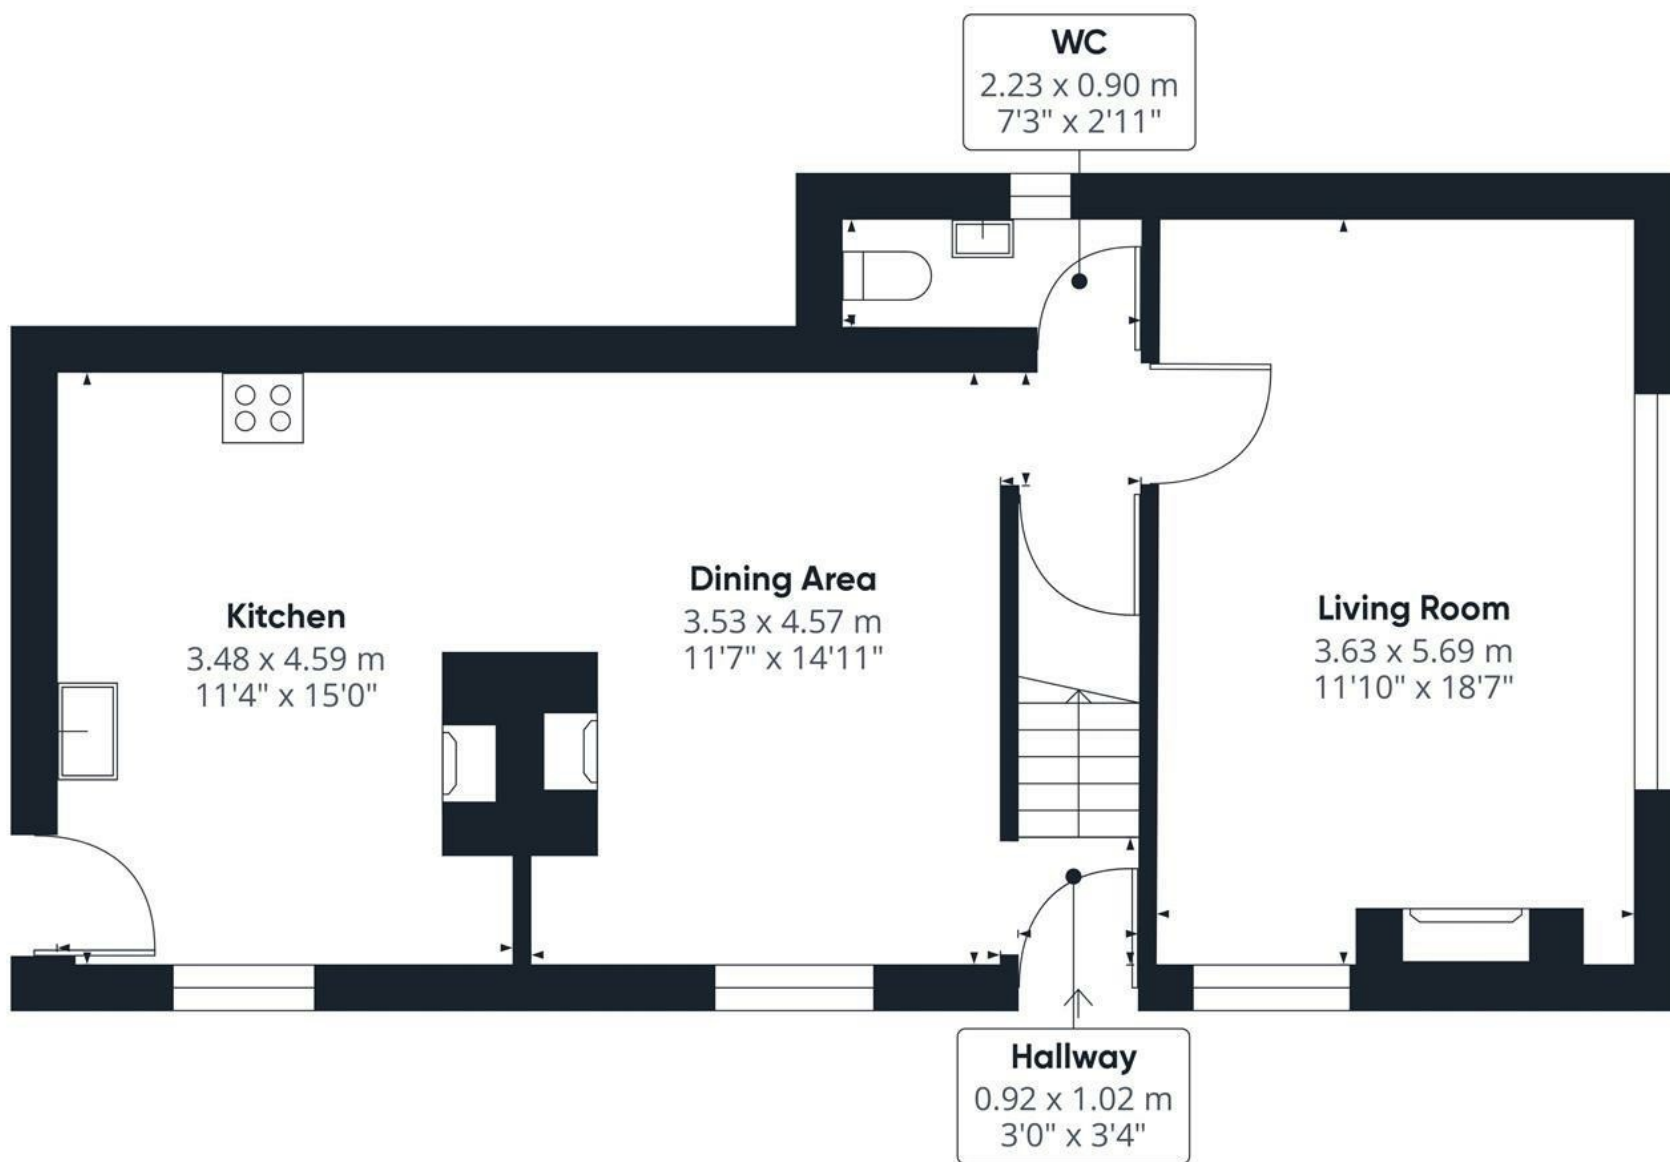 WC
2.23 x 0.90 m
7'3" x 2'11"
Kitchen
3.48 x 4.59 m
11'4" x 15'0"
Dining Area
3.53 x 4.57 m
11'7" x 14'11"
Living Room
3.63 x 5.69 m
11'10" x 18'7"
Hallway
0.92 x 1.02 m
3'0" x 3'4"